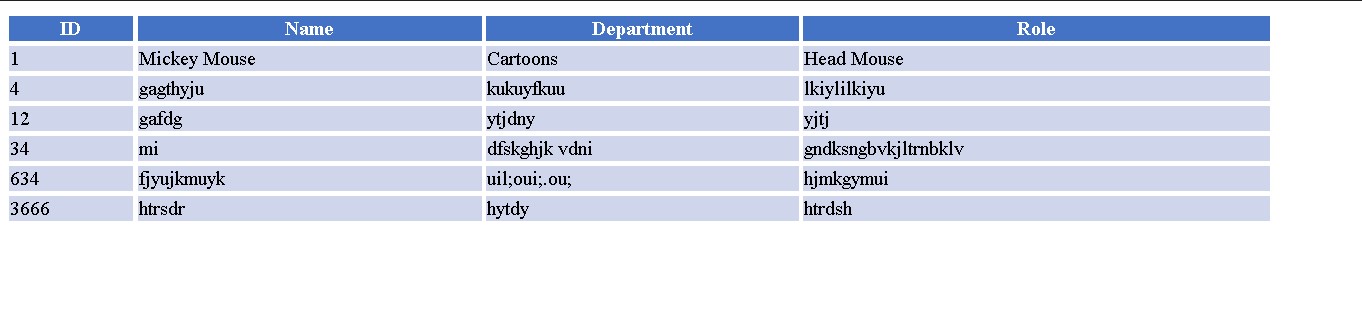 ID Name Department Role
1 Mickey Mouse Cartoons Head Mouse
4 gagthyju kukuyfkuu lkiylilkiyu
12 gafdg ytjdny yjtj
34 mi dfskghjk vdni gndksngbvkjltrnbklv
634 fjyujkmuyk uil;oui;.ou; hjmkgymui
3666 htrsdr hytdy htrdsh